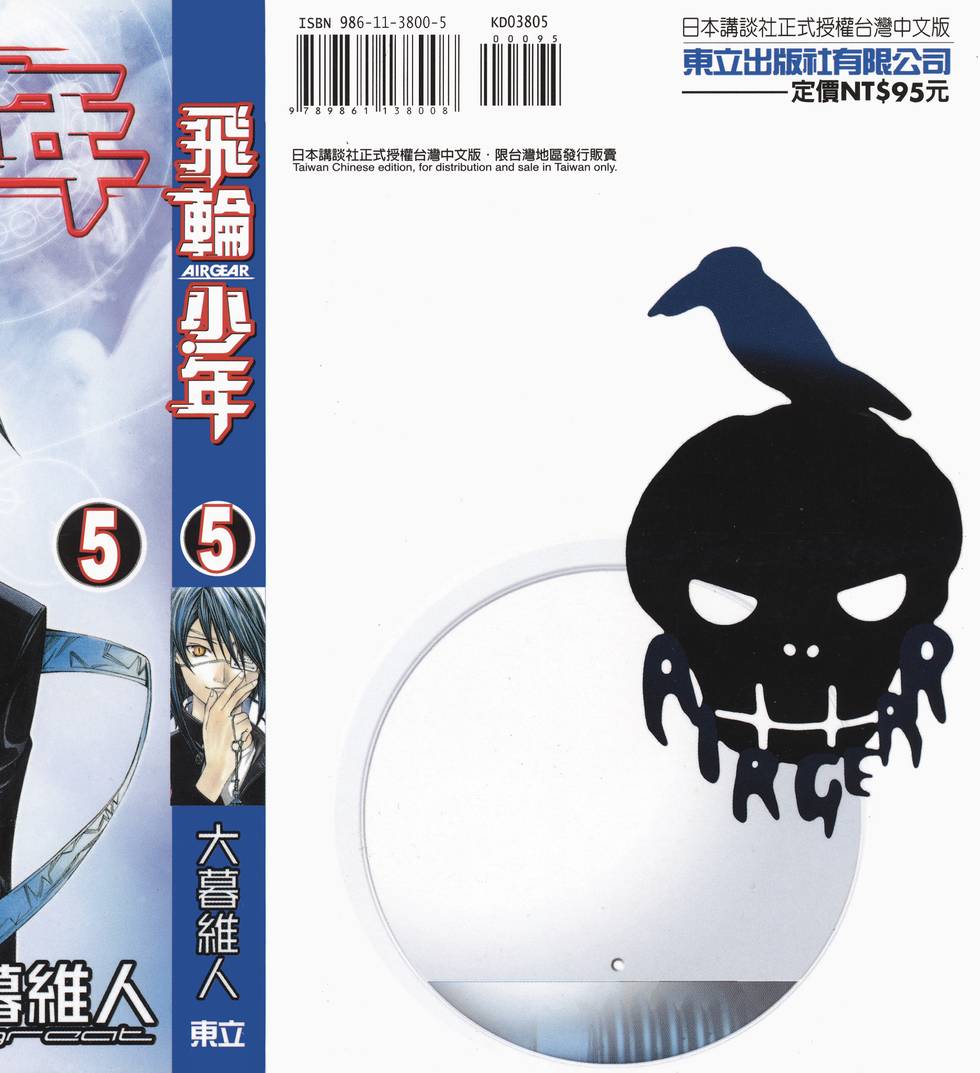 年
5
暮維人
great
飛輪
AIRGEAR
少年
5
大暮維人
東立
ISBN 986-11-3800-5
KD03805
00095
9 789861 138008
日本講談社正式授權台灣中文版
東立出版社有限公司
定價NT$95元
日本講談社正式授權台灣中文版・限台灣地區發行販賣
Taiwan Chinese edition, for distribution and sale in Taiwan only.
AIRGEAR